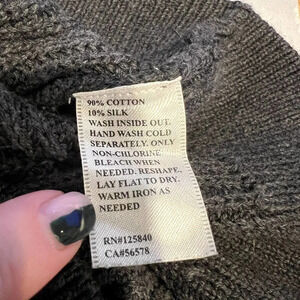 90% COTTON
10% SILK
WASH INSIDE OUT.
HAND WASH COLD
SEPARATELY. ONLY
NON-CHLORINE
BLEACH WHEN
NEEDED. RESHAPE.
LAY FLAT TO DRY.
WARM IRON AS
NEEDED
RN#125840
CA#56578